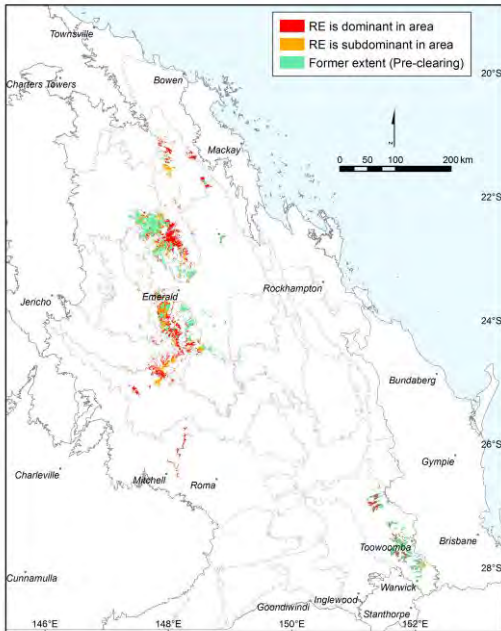 RE is dominant in area
RE is subdominant in area
Former extent (Pre-clearing)
Townsville
20°S
Bowen
Charters Towers
Mackay
0 50 100 200 km
22°S
Emerald
Rockhampton
Jericho
24°S
Bundaberg
26°S
Gympie
Charleville
Mitchell
Roma
Brisbane
Toowoomba
28°S
Cunnamulla
Warwick
Inglewood
Goondiwindi
Stanthorpe
146°E
148°E
150°E
152°E